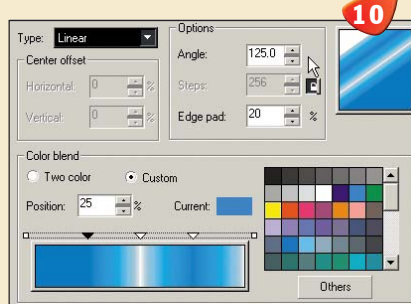 10
Type: Linear
Options
Angle: 125.0
Center offset
Steps: 256
Horizontal: 0 %
Vertical: 0 %
Edge pad: 20 %
Color blend
Two color Custom
Position: 25 % Current:
Others